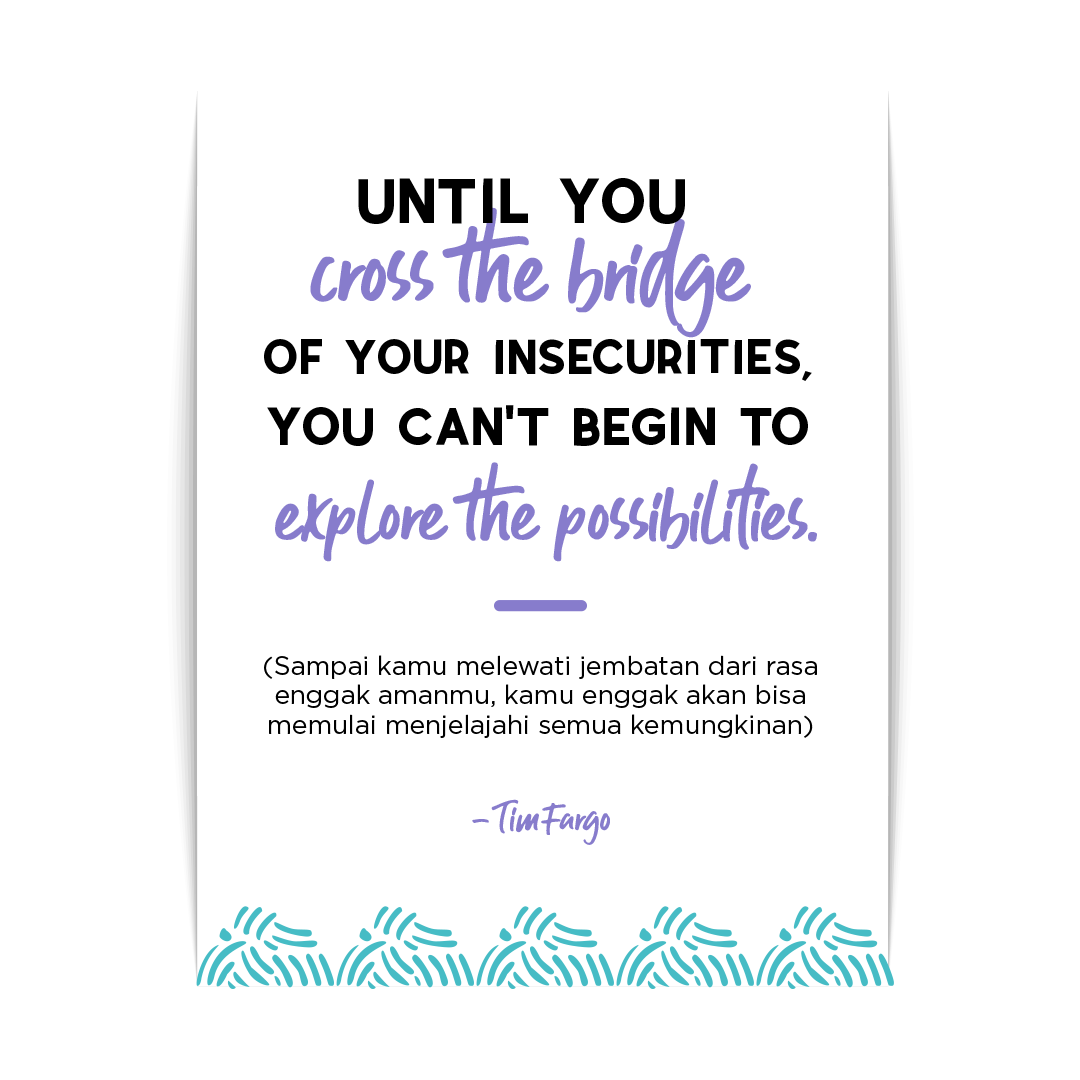 UNTIL YOU
cross the bridge
OF YOUR INSECURITIES,
YOU CAN'T BEGIN TO
explore the possibilities.
(Sampai kamu melewati jembatan dari rasa
enggak amanmu, kamu enggak akan bisa
memulai menjelajahi semua kemungkinan)
–Tim Fargo